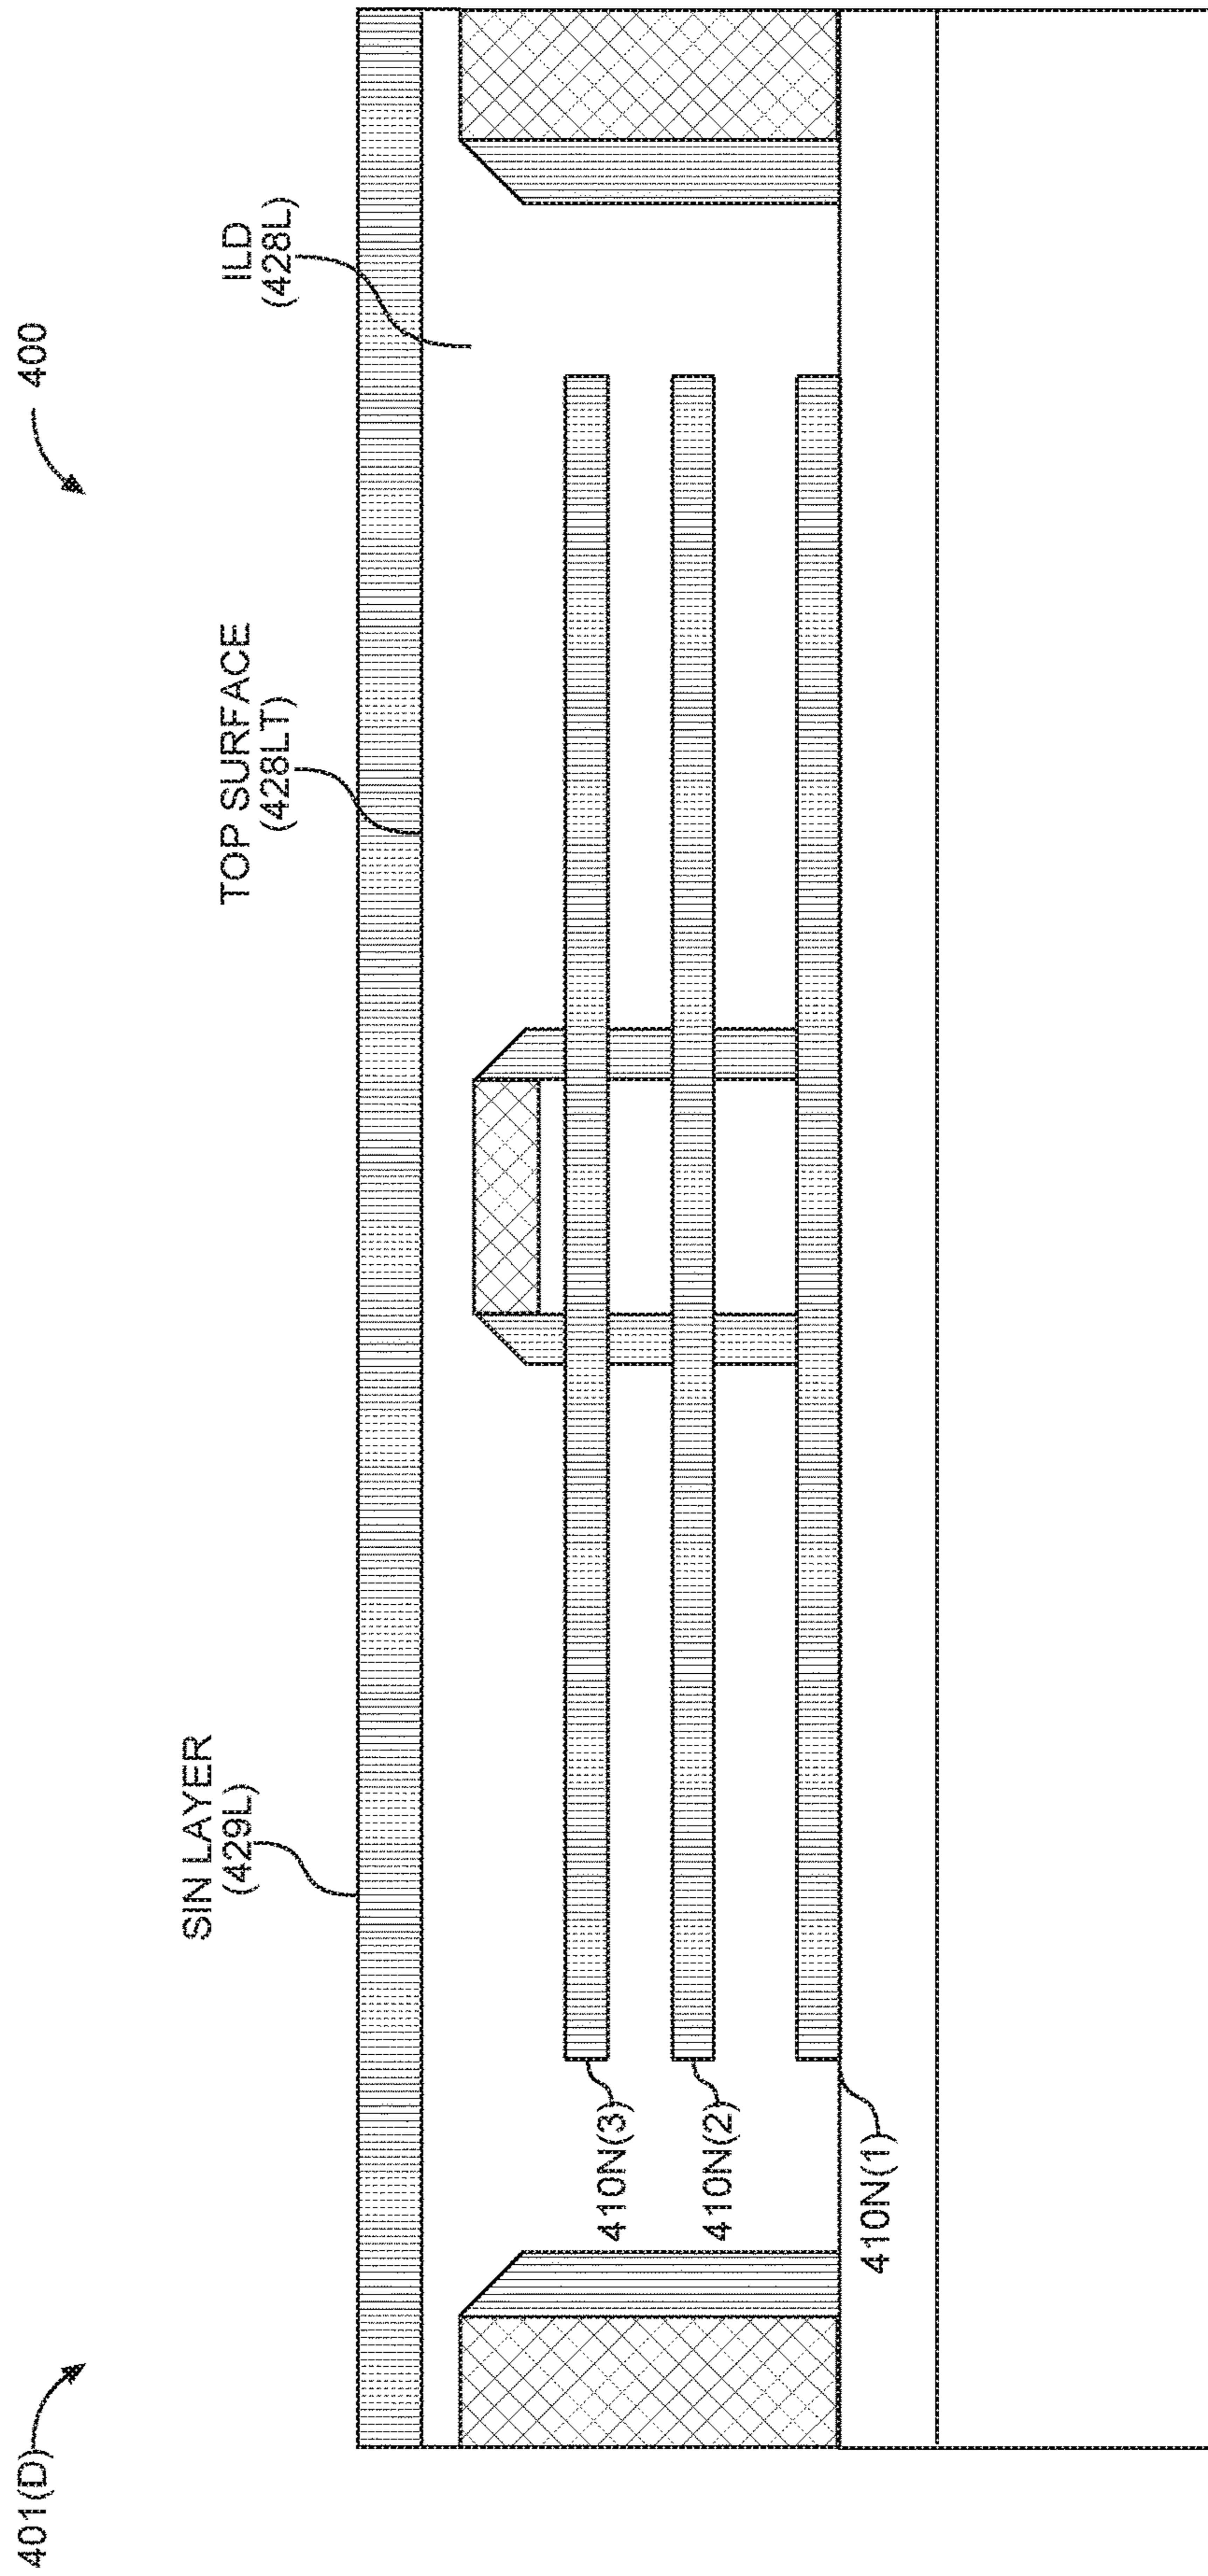 401(D)
400
SIN LAYER
(429L)
TOP SURFACE
(428LT)
ILD
(428L)
410N(3)
410N(2)
410N(1)